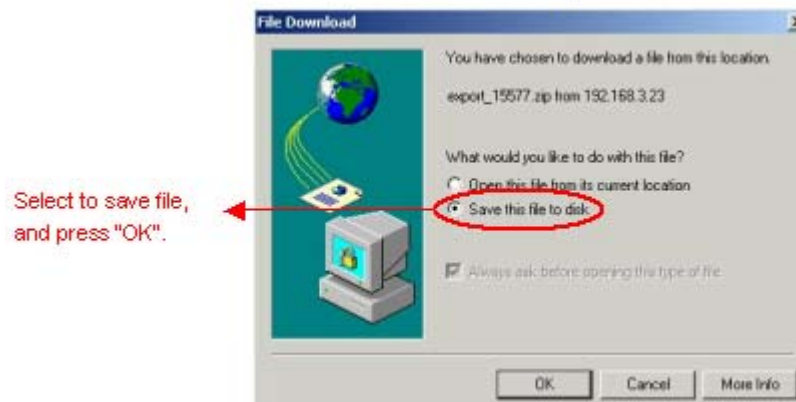 File Download
You have chosen to download a file from this location.
export_15577.zip from 192.168.3.23
What would you like to do with this file?
Open this file from its current location
Save this file to disk
Select to save file,
and press "OK".
Always ask before opening this type of file
OK
Cancel
More Info